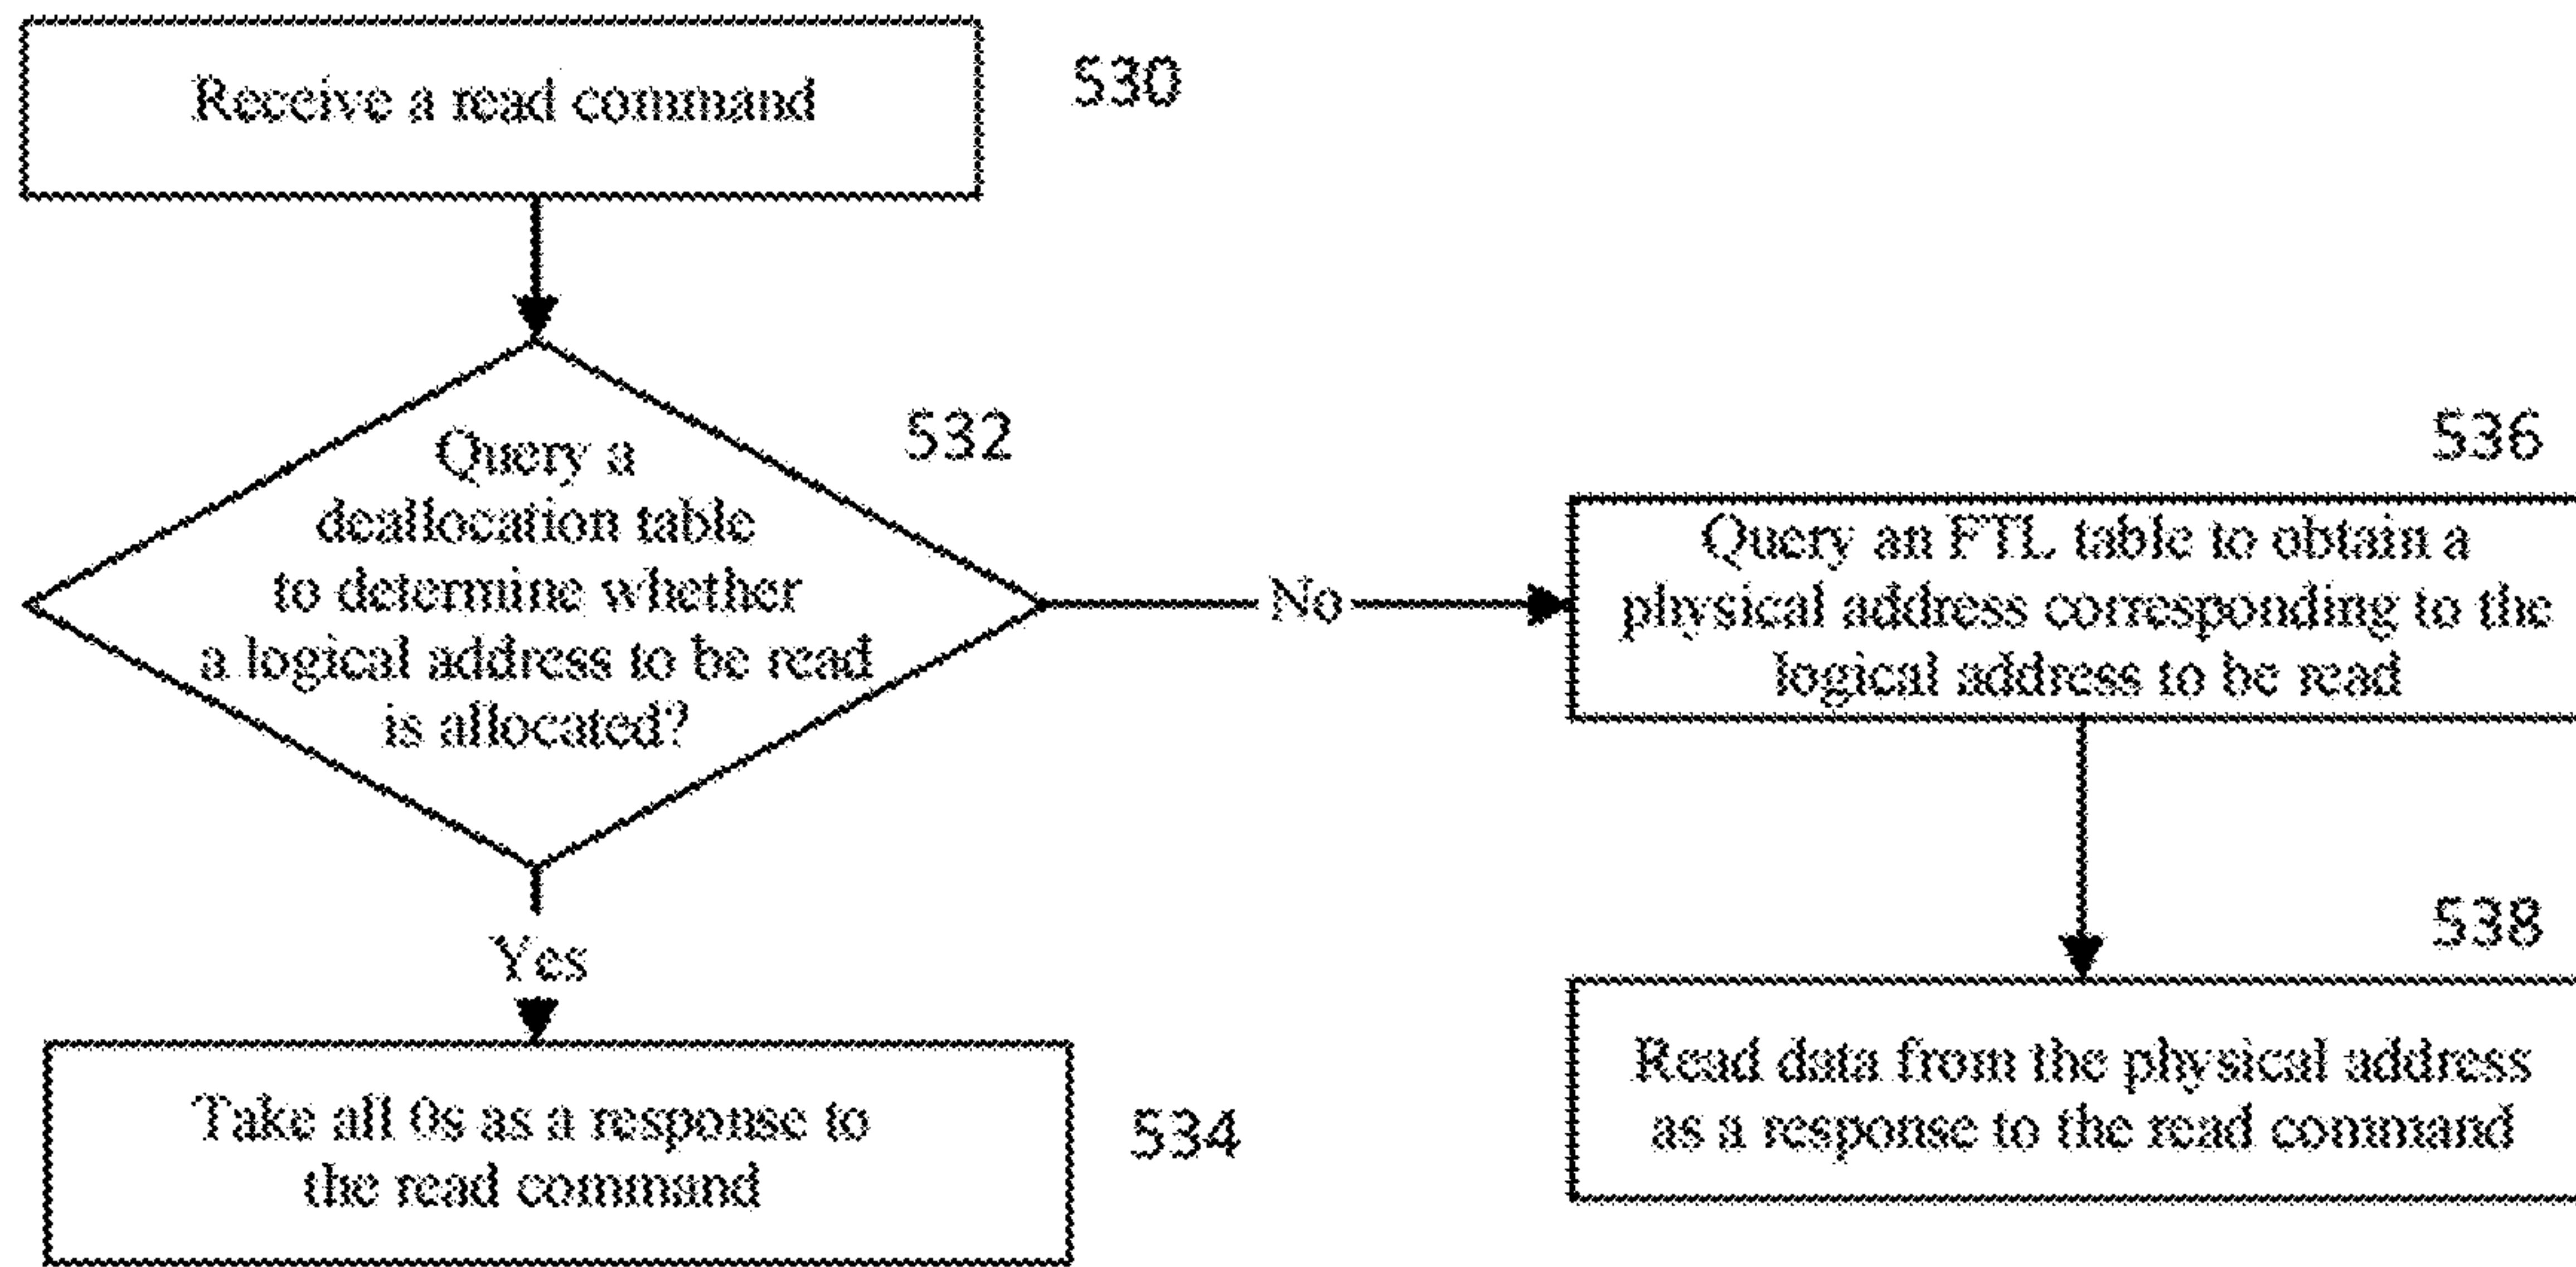 Receive a read command
530
Query a
deallocation table
to determine whether
a logical address to be read
is allocated?
532
No
536
Query an FTL table to obtain a
physical address corresponding to the
logical address to be read
Yes
538
Take all 0s as a response to
the read command
534
Read data from the physical address
as a response to the read command